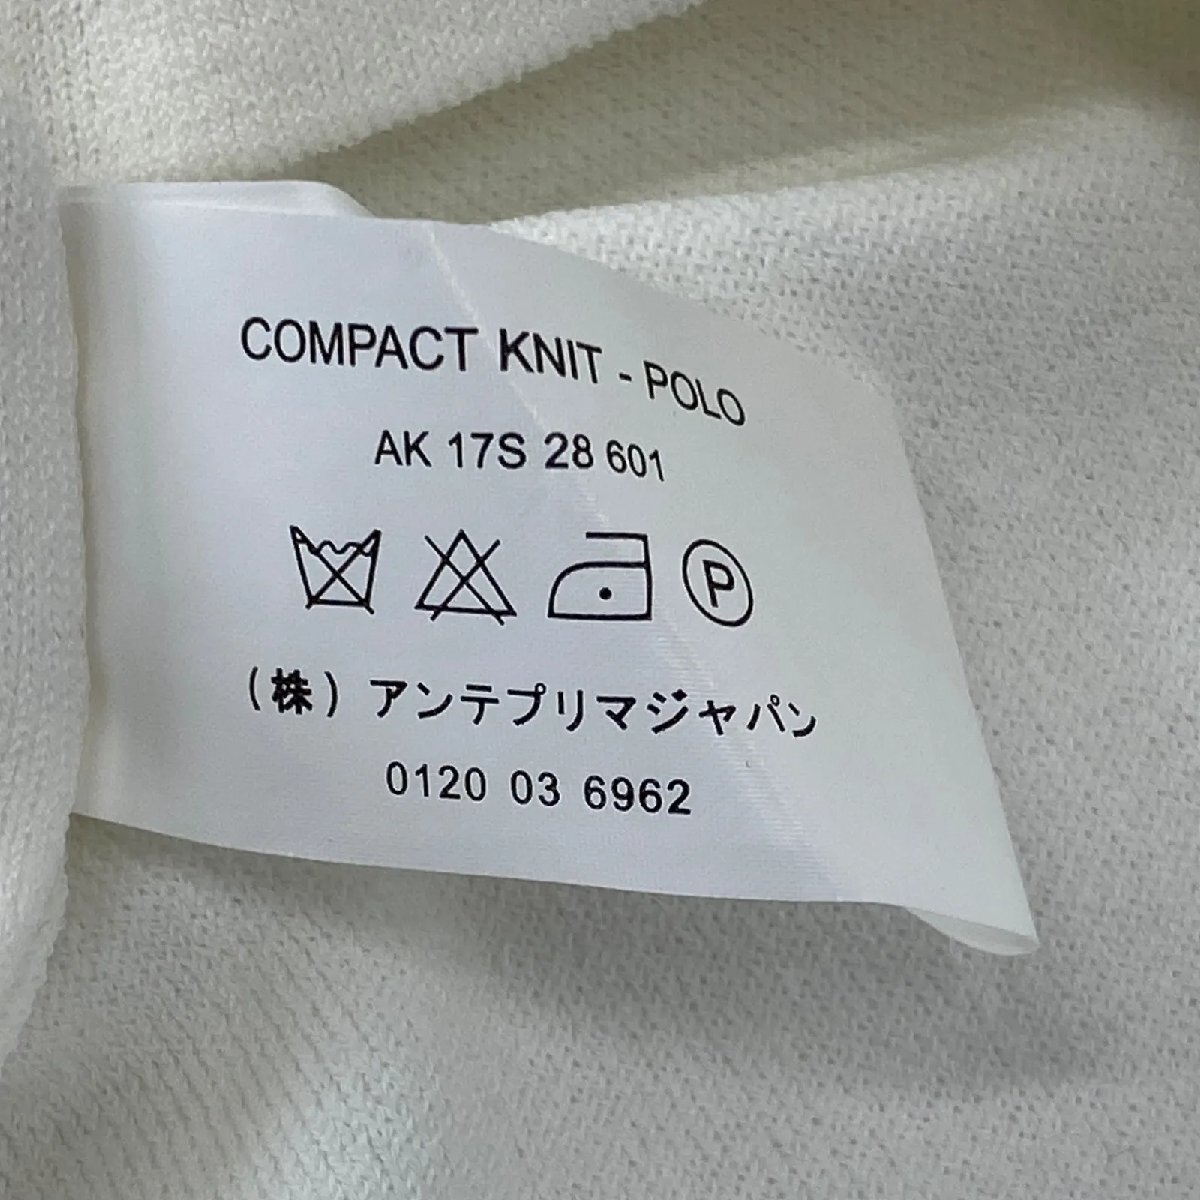 COMPACT KNIT - POLO
AK 17S 28 601
P
(株)アンテプリマジャパン
0120 03 6962